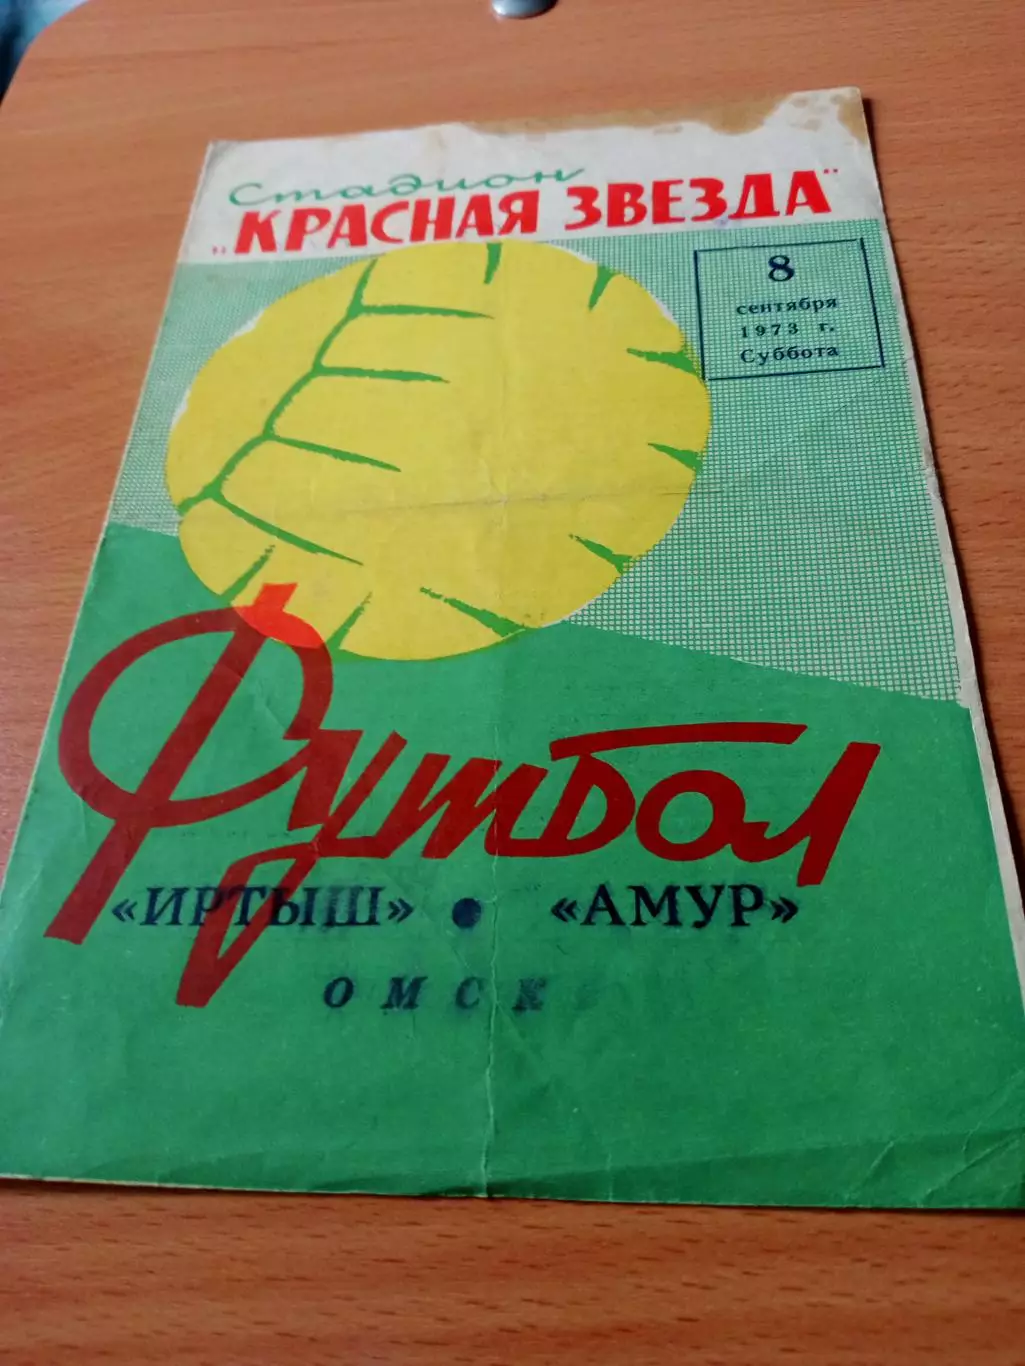 Стадион
„КРАСНАЯ ЗВЕЗДА"
8
сентября
1973 г.
Суббота
Футбол
«ИРТЫШ» • «АМУР»
ОМСК